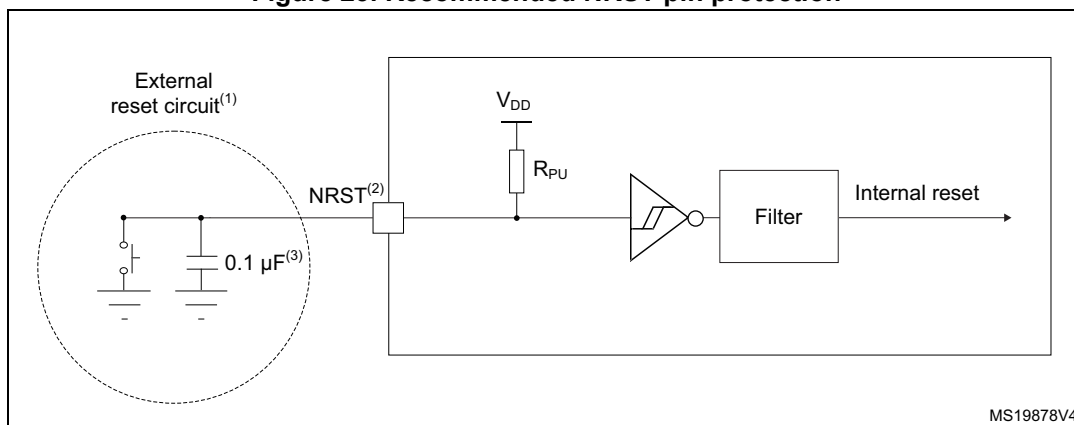 External
reset circuit(1)
VDD
RPU
NRST(2)
Filter
Internal reset
0.1 µF(3)
MS19878V4